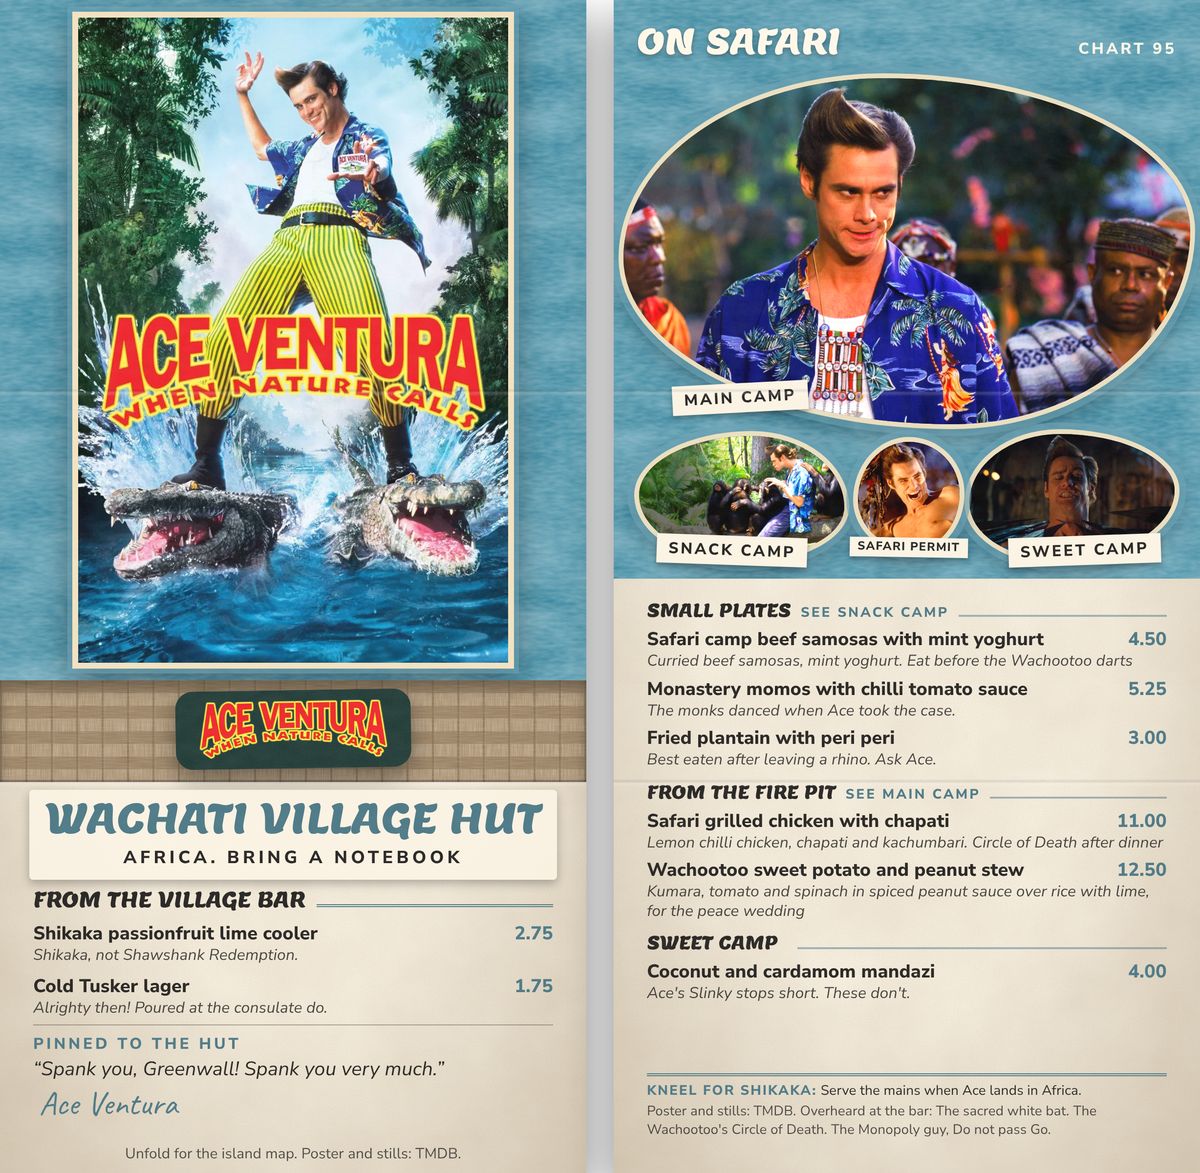 ACE VENTURA
ACE VENTURA
WHEN NATURE CALLS
ACE VENTURA
WHEN NATURE CALLS
WACHATI VILLAGE HUT
AFRICA. BRING A NOTEBOOK
FROM THE VILLAGE BAR
Shikaka passionfruit lime cooler 2.75
Shikaka, not Shawshank Redemption.
Cold Tusker lager 1.75
Alrighty then! Poured at the consulate do.
PINNED TO THE HUT
“Spank you, Greenwall! Spank you very much.”
Ace Ventura
Unfold for the island map. Poster and stills: TMDB.
ON SAFARI
CHART 95
MAIN CAMP
SNACK CAMP
SAFARI PERMIT
SWEET CAMP
SMALL PLATES SEE SNACK CAMP
Safari camp beef samosas with mint yoghurt 4.50
Curried beef samosas, mint yoghurt. Eat before the Wachootoo darts
Monastery momos with chilli tomato sauce 5.25
The monks danced when Ace took the case.
Fried plantain with peri peri 3.00
Best eaten after leaving a rhino. Ask Ace.
FROM THE FIRE PIT SEE MAIN CAMP
Safari grilled chicken with chapati 11.00
Lemon chilli chicken, chapati and kachumbari. Circle of Death after dinner
Wachootoo sweet potato and peanut stew 12.50
Kumara, tomato and spinach in spiced peanut sauce over rice with lime,
for the peace wedding
SWEET CAMP
Coconut and cardamom mandazi 4.00
Ace's Slinky stops short. These don't.
KNEEL FOR SHIKAKA: Serve the mains when Ace lands in Africa.
Poster and stills: TMDB. Overheard at the bar: The sacred white bat. The
Wachootoo's Circle of Death. The Monopoly guy, Do not pass Go.